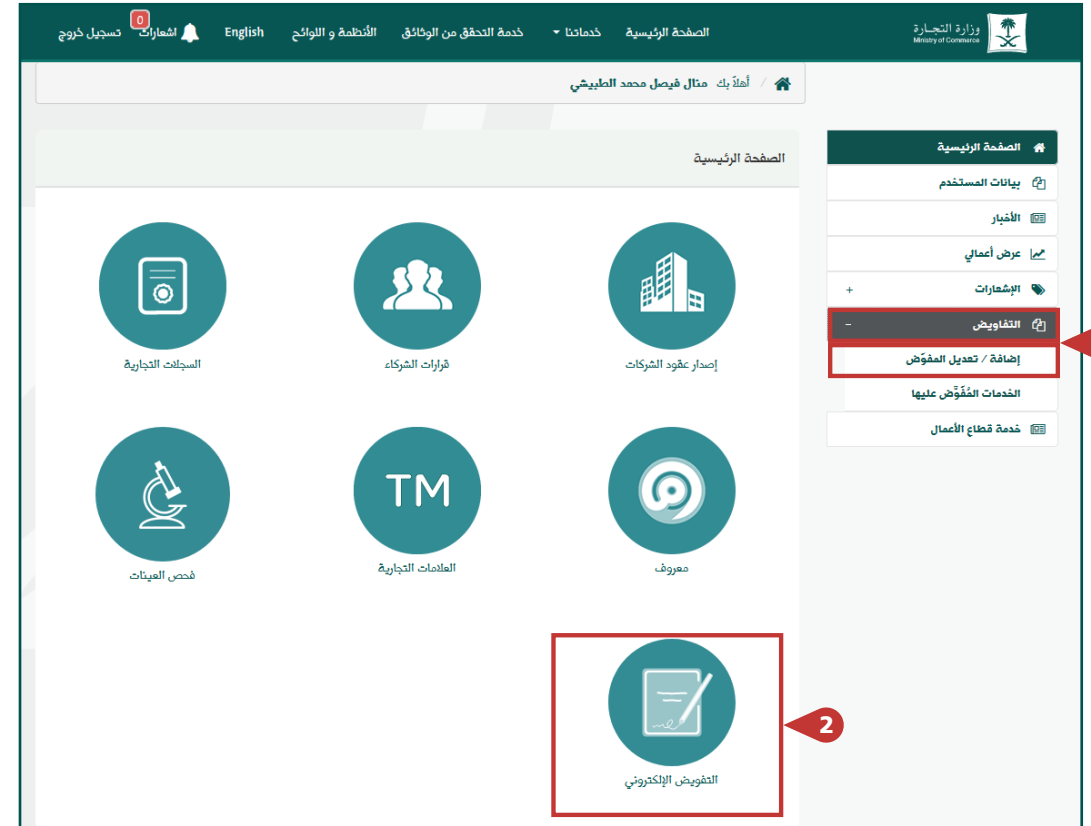 وزارة التجـارة
Ministry of Commerce
الصفحة الرئيسية
خدماتنا
خدمة التحقق من الوثائق
الأنظمة و اللوائح
English
اشعارات
0
تسجيل خروج
أهلاً بك منال فيصل محمد الطبيشي
الصفحة الرئيسية
بيانات المستخدم
الأخبار
عرض أعمالي
الإشعارات +
التفاويض -
إضافة / تعديل المفوّض
الخدمات المُفَوَّض عليها
خدمة قطاع الأعمال
الصفحة الرئيسية
إصدار عقود الشركات
قرارات الشركاء
السجلات التجارية
معروف
TM
العلامات التجارية
فحص العينات
2
التفويض الإلكتروني